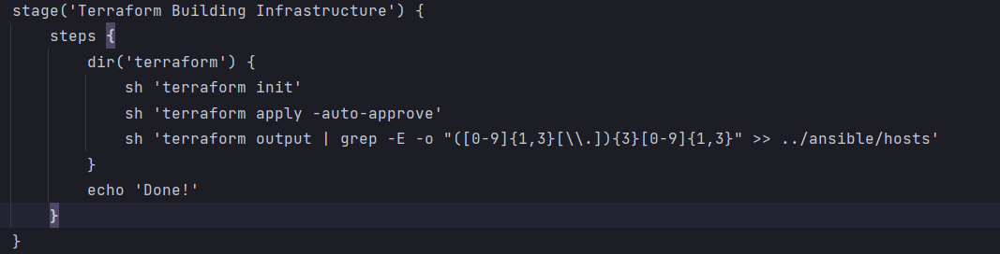 stage('Terraform Building Infrastructure') {
    steps {
        dir('terraform') {
            sh 'terraform init'
            sh 'terraform apply -auto-approve'
            sh 'terraform output | grep -E -o "([0-9]{1,3}[\\.]){3}[0-9]{1,3}" >> ../ansible/hosts'
        }
        echo 'Done!'
    }
}